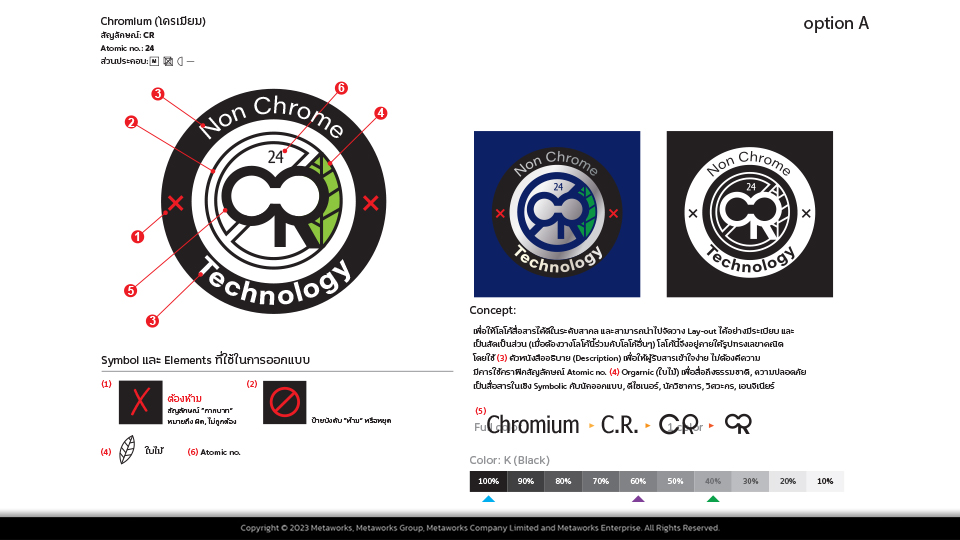 Chromium (โครเมียม)
สัญลักษณ์: CR
Atomic no.: 24
ส่วนประกอบ:
option A
3
6
2
4
Non Chrome
24
1
5
3
Technology
Non Chrome
24
Technology
Non Chrome
24
Technology
Concept:
เพื่อให้โลโก้สื่อสารได้ดีในระดับสากล และสามารถนำไปจัดวาง Lay-out ได้อย่างมีระเบียบ และ
เป็นสัดเป็นส่วน (เมื่อต้องวางโลโก้นี้ร่วมกับโลโก้อื่นๆ) โลโก้นี้จึงอยู่ภายใต้รูปทรงเลขาคณิต
โดยใช้ (3) ตัวหนังสืออธิบาย (Description) เพื่อให้ผู้รับสารเข้าใจง่าย ไม่ต้องตีความ
มีการใช้กราฟิกสัญลักษณ์ Atomic no. (4) Orgarnic (ใบไม้) เพื่อสื่อถึงธรรมชาติ, ความปลอดภัย
เป็นสื่อสารในเชิง Symbolic กับนักออกแบบ, ดีไซเนอร์, นักวิชาการ, วิศวะกร, เอนจิเนียร์
Symbol และ Elements ที่ใช้ในการออกแบบ
(1)
ต้องห้าม
สัญลักษณ์ "กากบาท"
หมายถึง ผิด, ไม่ถูกต้อง
(2)
ป้ายบังคับ "ห้าม" หรือหยุด
(4)
ใบไม้
(6) Atomic no.
(5)
Full color
1 color
Chromium
C.R.
CR
CR
Color: K (Black)
100% 90% 80% 70% 60% 50% 40% 30% 20% 10%
Copyright © 2023 Metaworks, Metaworks Group, Metaworks Company Limited and Metaworks Enterprise. All Rights Reserved.